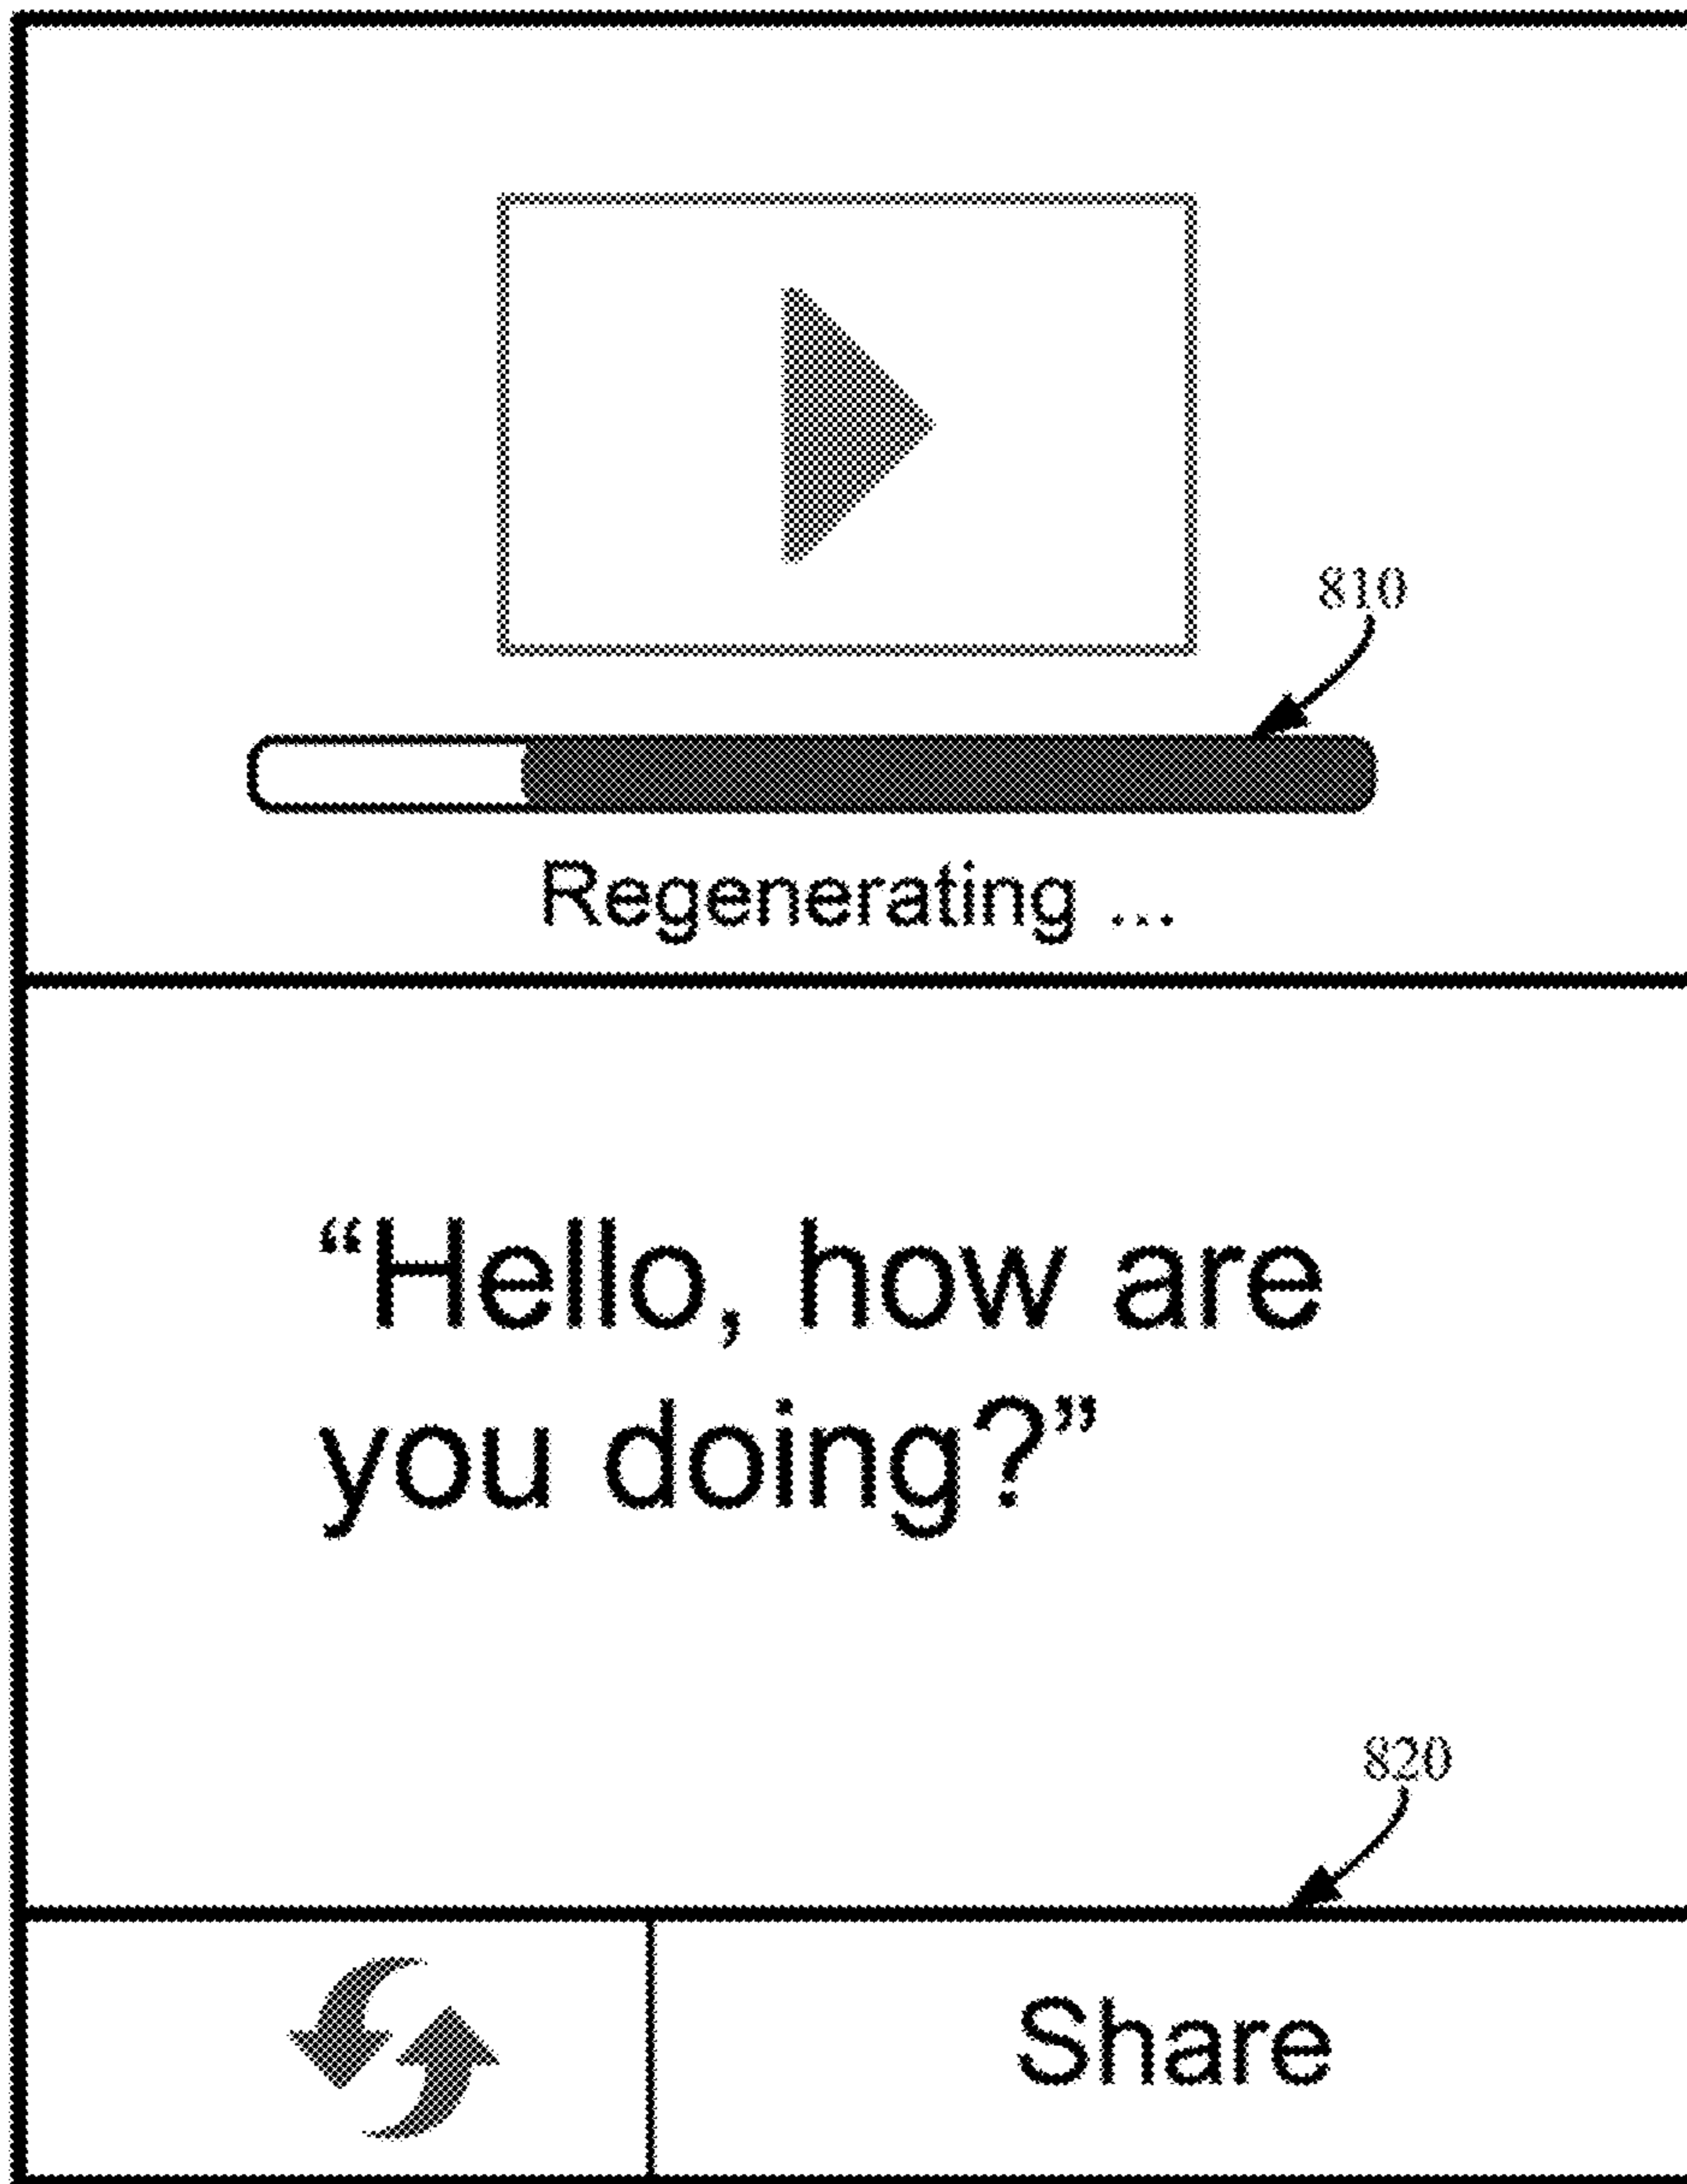 810
Regenerating ...
“Hello, how are
you doing?”
820
Share